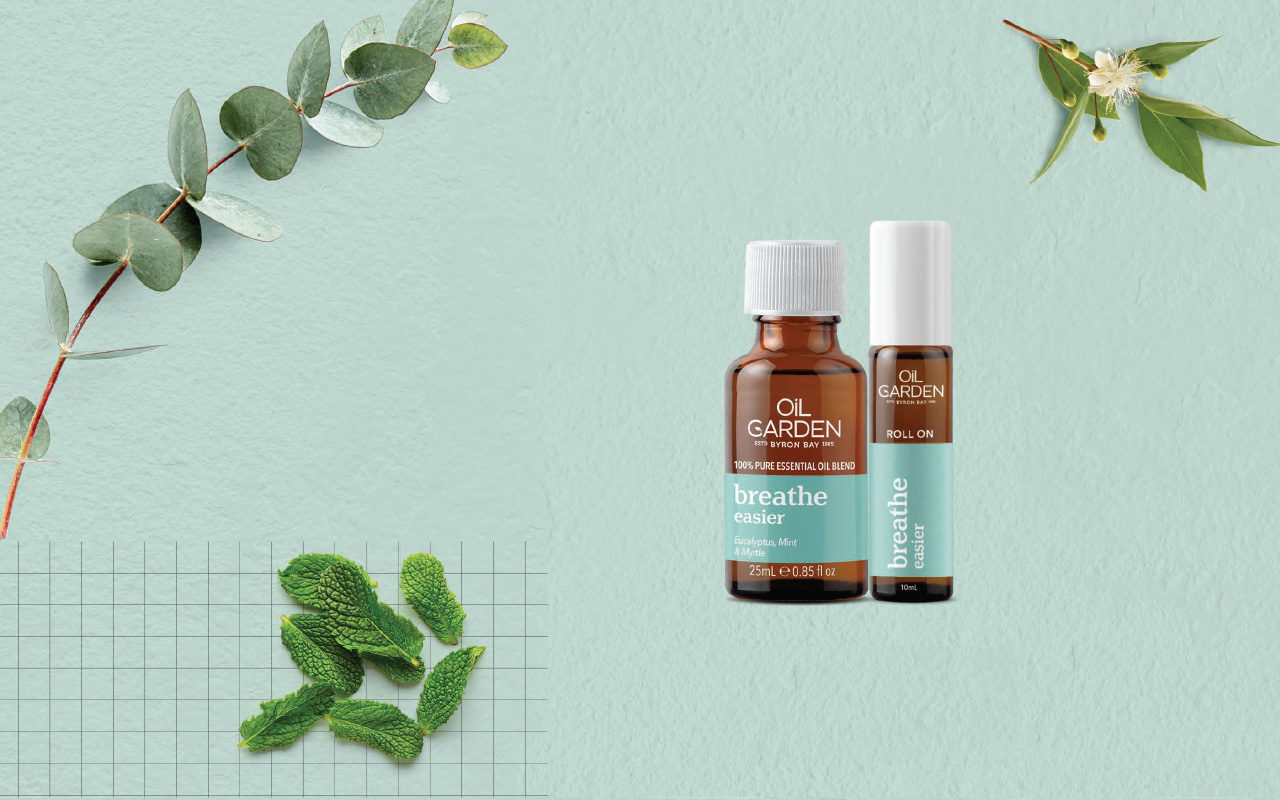 OiL
GARDEN
ESTD BYRON BAY 1985
100% PURE ESSENTIAL OIL BLEND
breathe
easier
Eucalyptus, Mint
& Myrtle
25mL ℮ 0.85 fl oz
OiL
GARDEN
ESTD BYRON BAY 1985
ROLL ON
breathe
easier
10mL